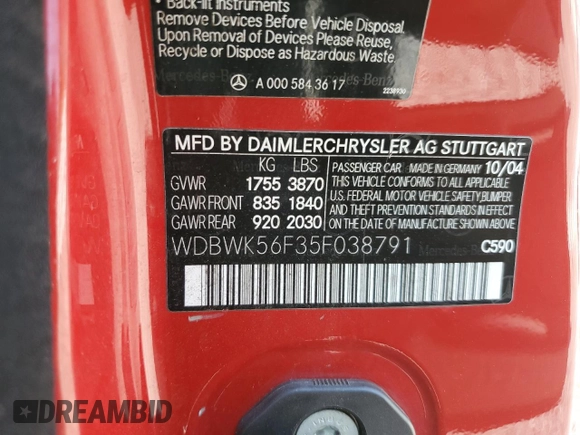 Back-lit Instruments
Remove Devices Before Vehicle Disposal.
Upon Removal of Devices Please Reuse,
Recycle or Dispose as Hazardous Waste.
A 000 584 36 17
2238930
MFD BY DAIMLERCHRYSLER AG STUTTGART
KG LBS
GVWR 1755 3870
GAWR FRONT 835 1840
GAWR REAR 920 2030
PASSENGER CAR MADE IN GERMANY 10/04
THIS VEHICLE CONFORMS TO ALL APPLICABLE
U.S. FEDERAL MOTOR VEHICLE SAFETY,BUMPER
AND THEFT PREVENTION STANDARDS IN EFFECT
ON THE DATE OF MANUFACTURE SHOWN ABOVE
WDBWK56F35F038791
C590
DREAMBID